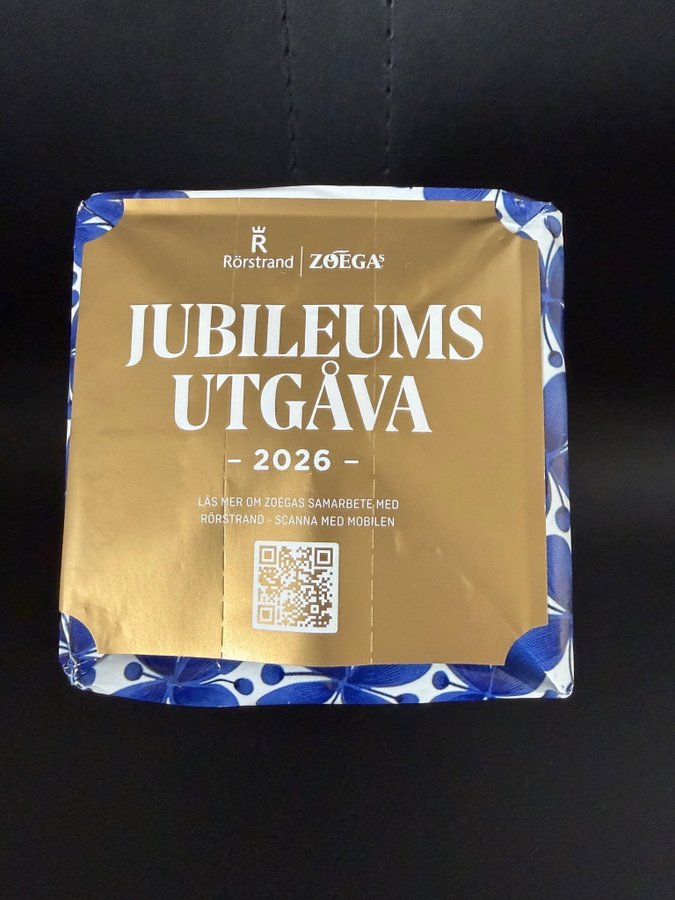 Rörstrand | ZOÉGAS
JUBILEUMS
UTGÅVA
– 2026 –
LÄS MER OM ZOÉGAS SAMARBETE MED
RÖRSTRAND - SCANNA MED MOBILEN